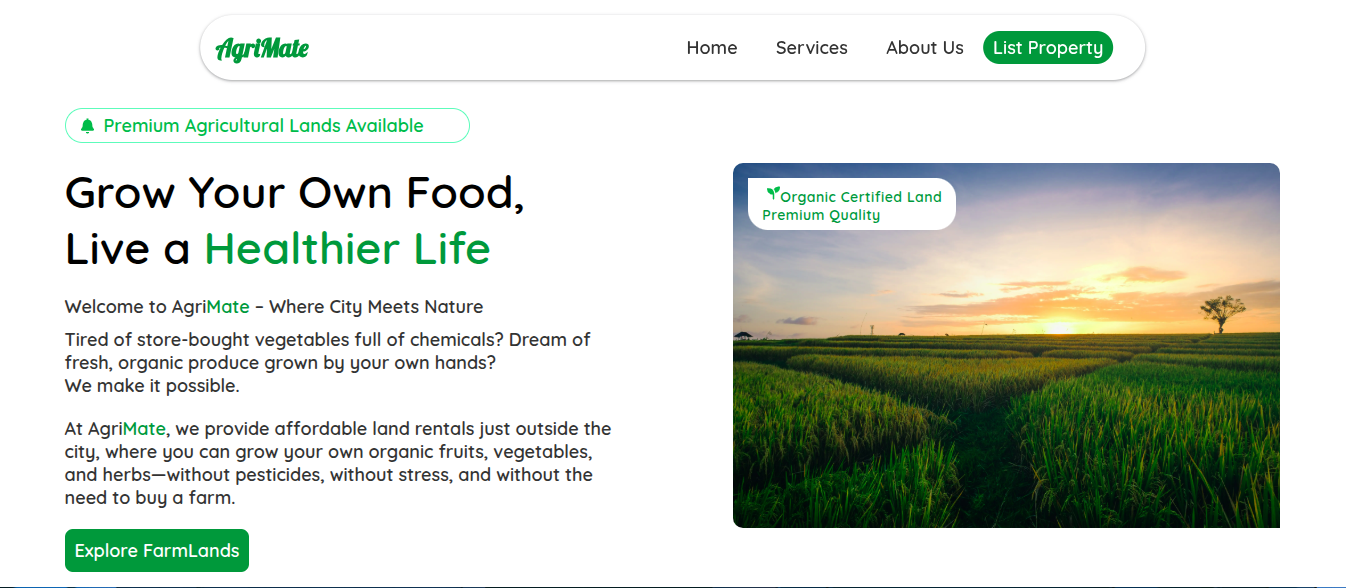 AgriMate
Home
Services
About Us
List Property
Premium Agricultural Lands Available
Grow Your Own Food,
Live a Healthier Life
Welcome to AgriMate – Where City Meets Nature
Tired of store-bought vegetables full of chemicals? Dream of
fresh, organic produce grown by your own hands?
We make it possible.
At AgriMate, we provide affordable land rentals just outside the
city, where you can grow your own organic fruits, vegetables,
and herbs—without pesticides, without stress, and without the
need to buy a farm.
Explore FarmLands
Organic Certified Land
Premium Quality